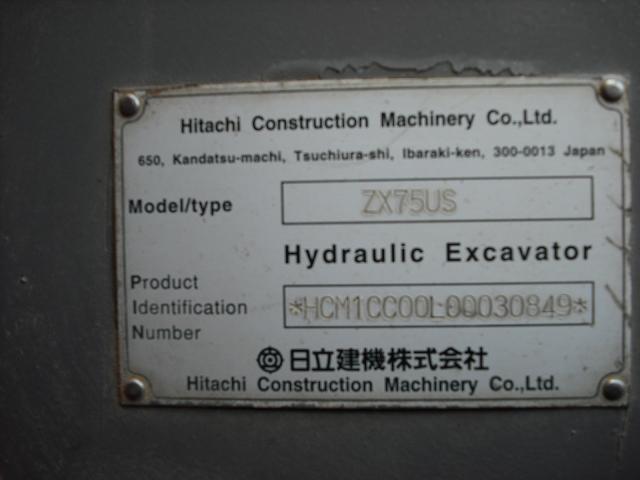 Hitachi Construction Machinery Co.,Ltd.
650, Kandatsu-machi, Tsuchiura-shi, Ibaraki-ken, 300-0013 Japan
Model/type ZX75US
Hydraulic Excavator
Product
Identification *HCM1CC00L00030849*
Number
日立建機株式会社
Hitachi Construction Machinery Co.,Ltd.